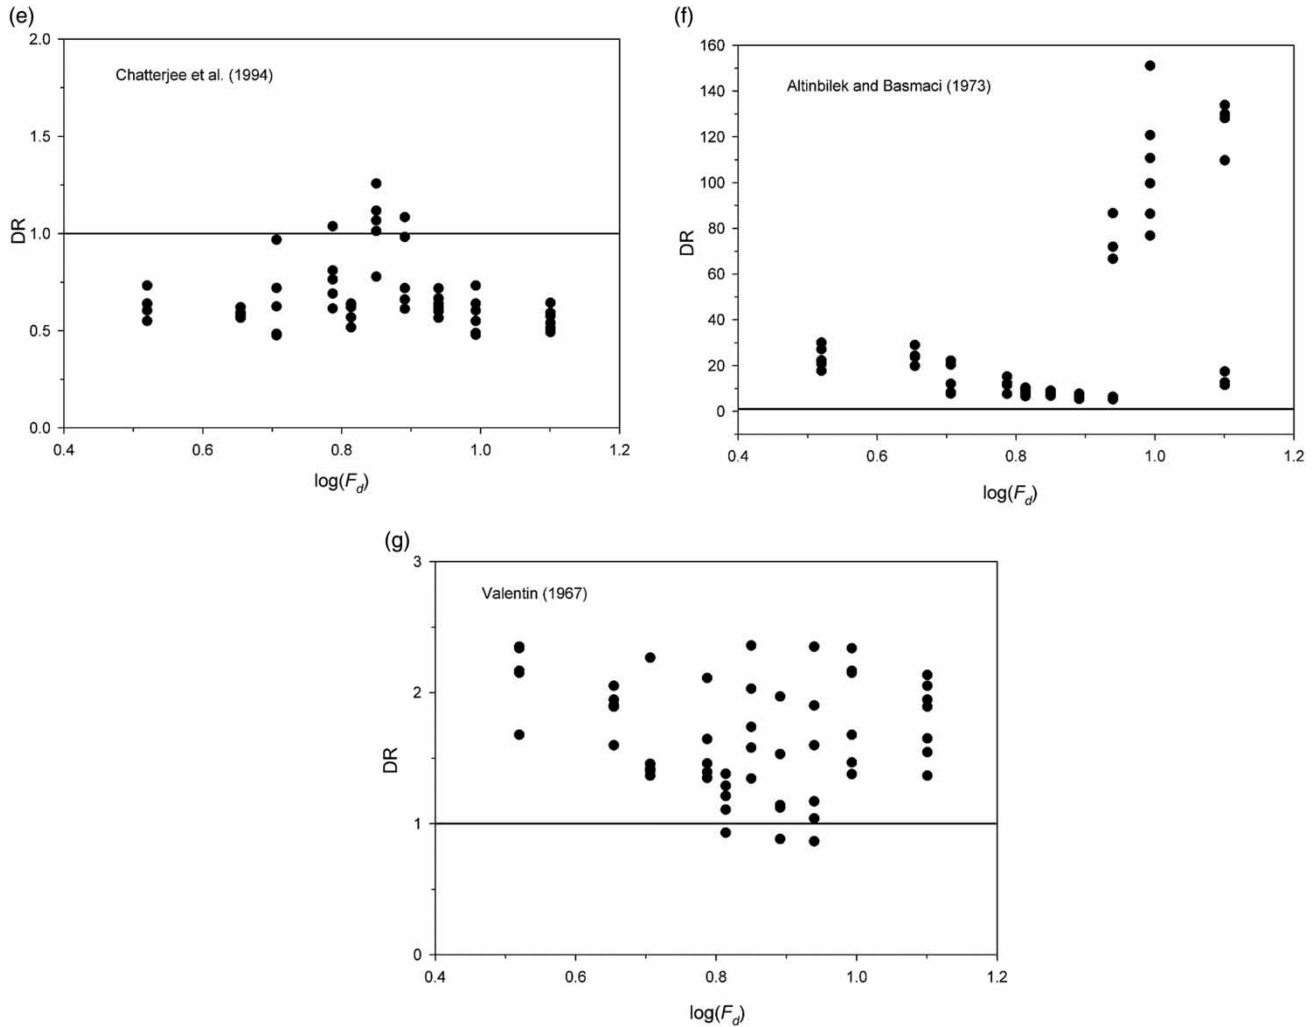 (e)
2.0
Chatterjee et al. (1994)
1.5
DR
1.0
0.5
0.0
0.4 0.6 0.8 1.0 1.2
log(F_d)
(f)
160
Altinbilek and Basmaci (1973)
140
120
100
DR
80
60
40
20
0
0.4 0.6 0.8 1.0 1.2
log(F_d)
(g)
3
Valentin (1967)
2
DR
1
0
0.4 0.6 0.8 1.0 1.2
log(F_d)